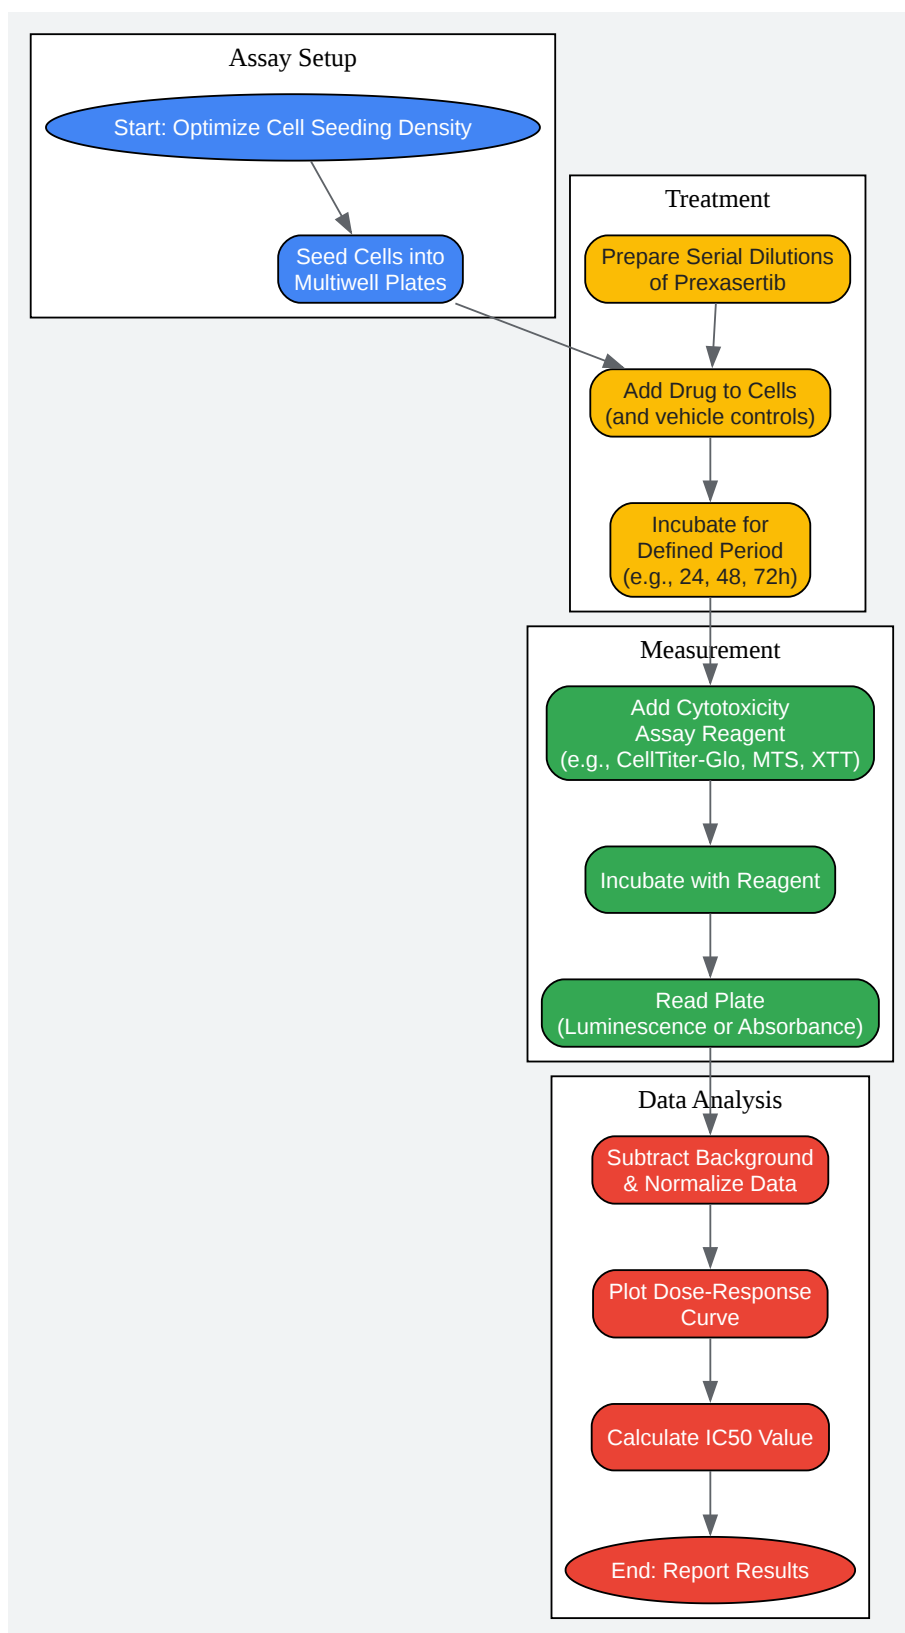 Assay Setup
Start: Optimize Cell Seeding Density
Seed Cells into
Multiwell Plates
Treatment
Prepare Serial Dilutions
of Prexasertib
Add Drug to Cells
(and vehicle controls)
Incubate for
Defined Period
(e.g., 24, 48, 72h)
Measurement
Add Cytotoxicity
Assay Reagent
(e.g., CellTiter-Glo, MTS, XTT)
Incubate with Reagent
Read Plate
(Luminescence or Absorbance)
Data Analysis
Subtract Background
& Normalize Data
Plot Dose-Response
Curve
Calculate IC50 Value
End: Report Results